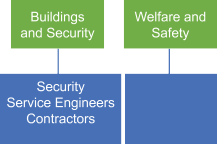 Buildings
and Security
Welfare and
Safety
Security
Service Engineers
Contractors